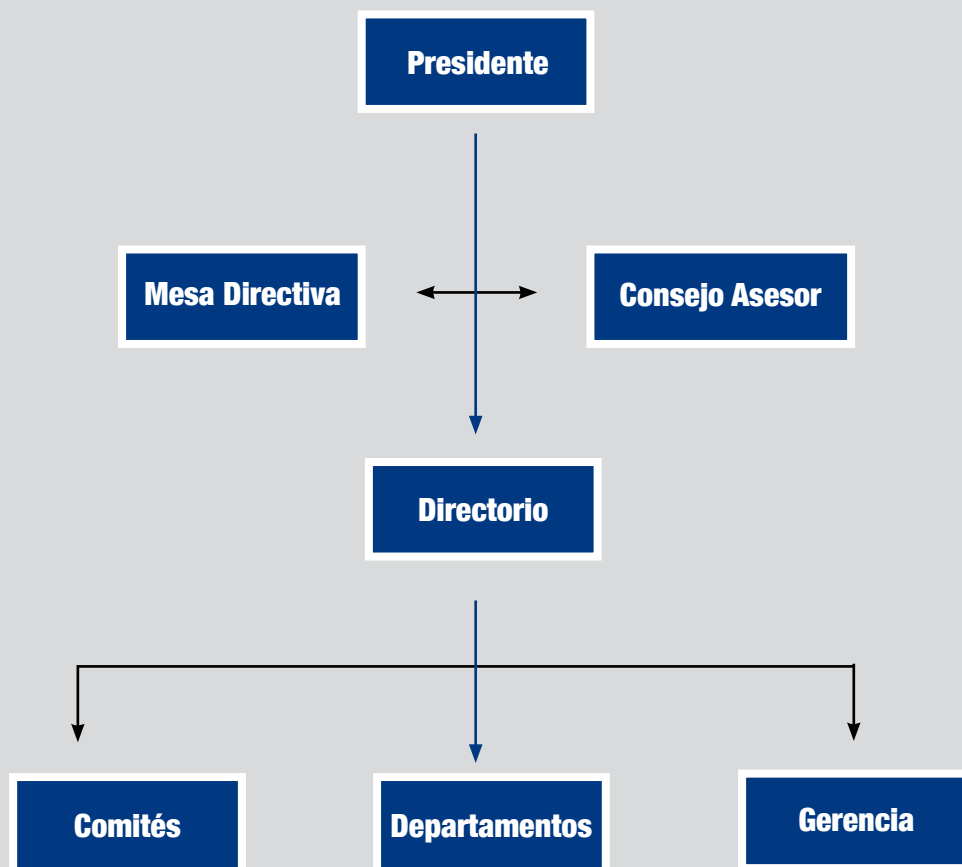 Presidente
Mesa Directiva
Consejo Asesor
Directorio
Comités
Departamentos
Gerencia